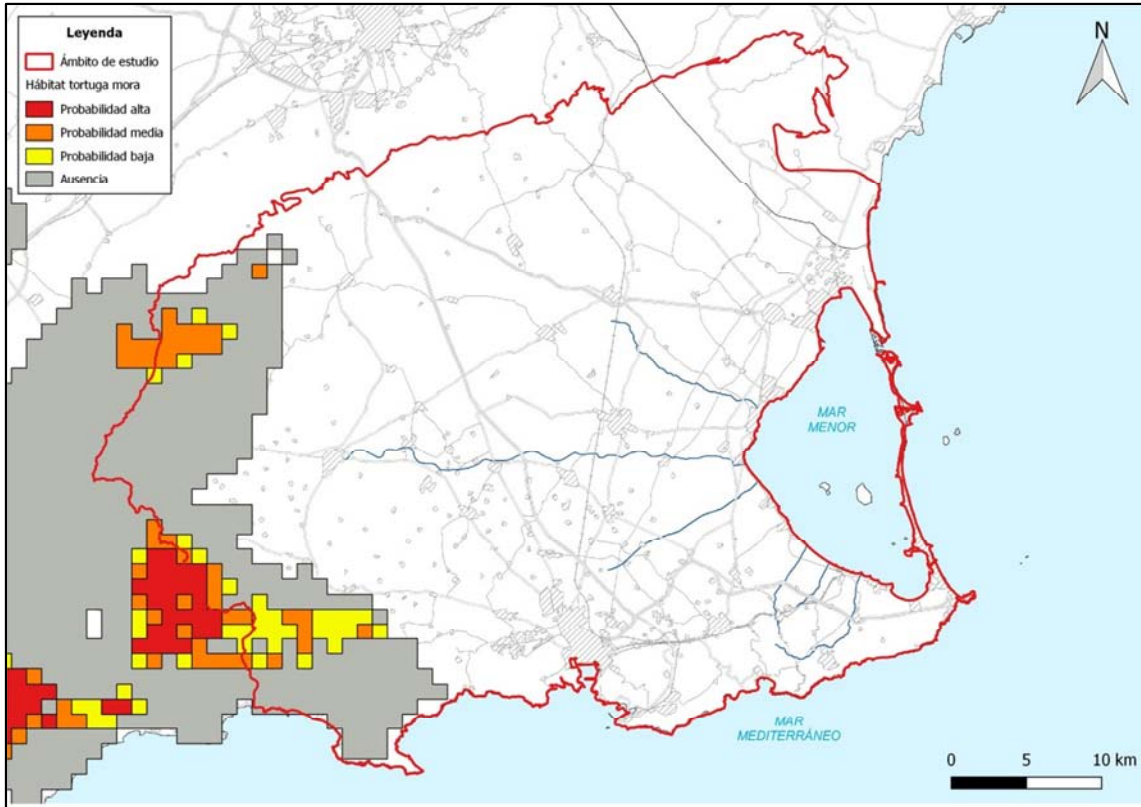 Leyenda
Ámbito de estudio
Hábitat tortuga mora
Probabilidad alta
Probabilidad media
Probabilidad baja
Ausencia
N
MAR
MENOR
MAR
MEDITERRÁNEO
0 5 10 km